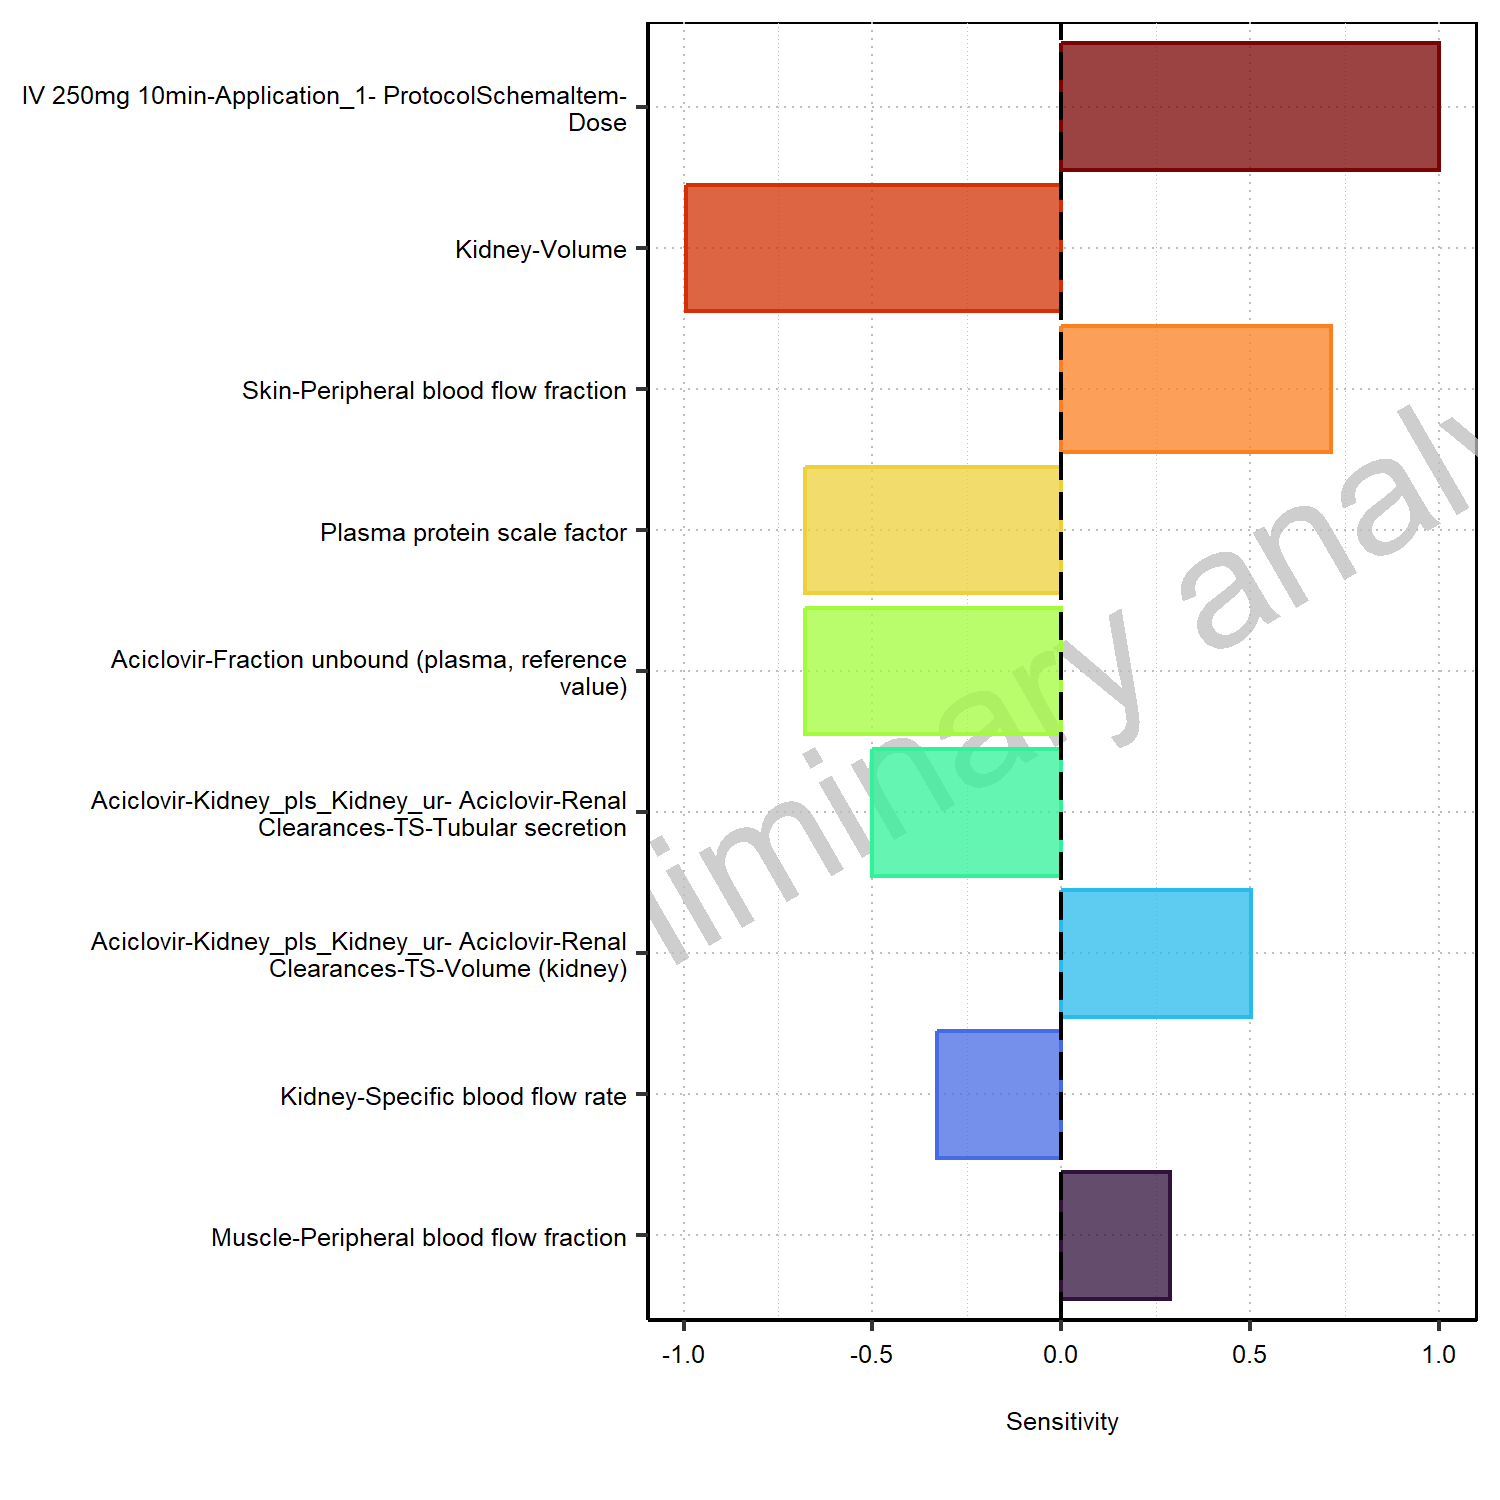 IV 250mg 10min-Application_1- ProtocolSchemaItem-
Dose
Kidney-Volume
Skin-Peripheral blood flow fraction
Plasma protein scale factor
Aciclovir-Fraction unbound (plasma, reference
value)
Aciclovir-Kidney_pls_Kidney_ur- Aciclovir-Renal
Clearances-TS-Tubular secretion
Aciclovir-Kidney_pls_Kidney_ur- Aciclovir-Renal
Clearances-TS-Volume (kidney)
Kidney-Specific blood flow rate
Muscle-Peripheral blood flow fraction
liminary analy
-1.0 -0.5 0.0 0.5 1.0
Sensitivity